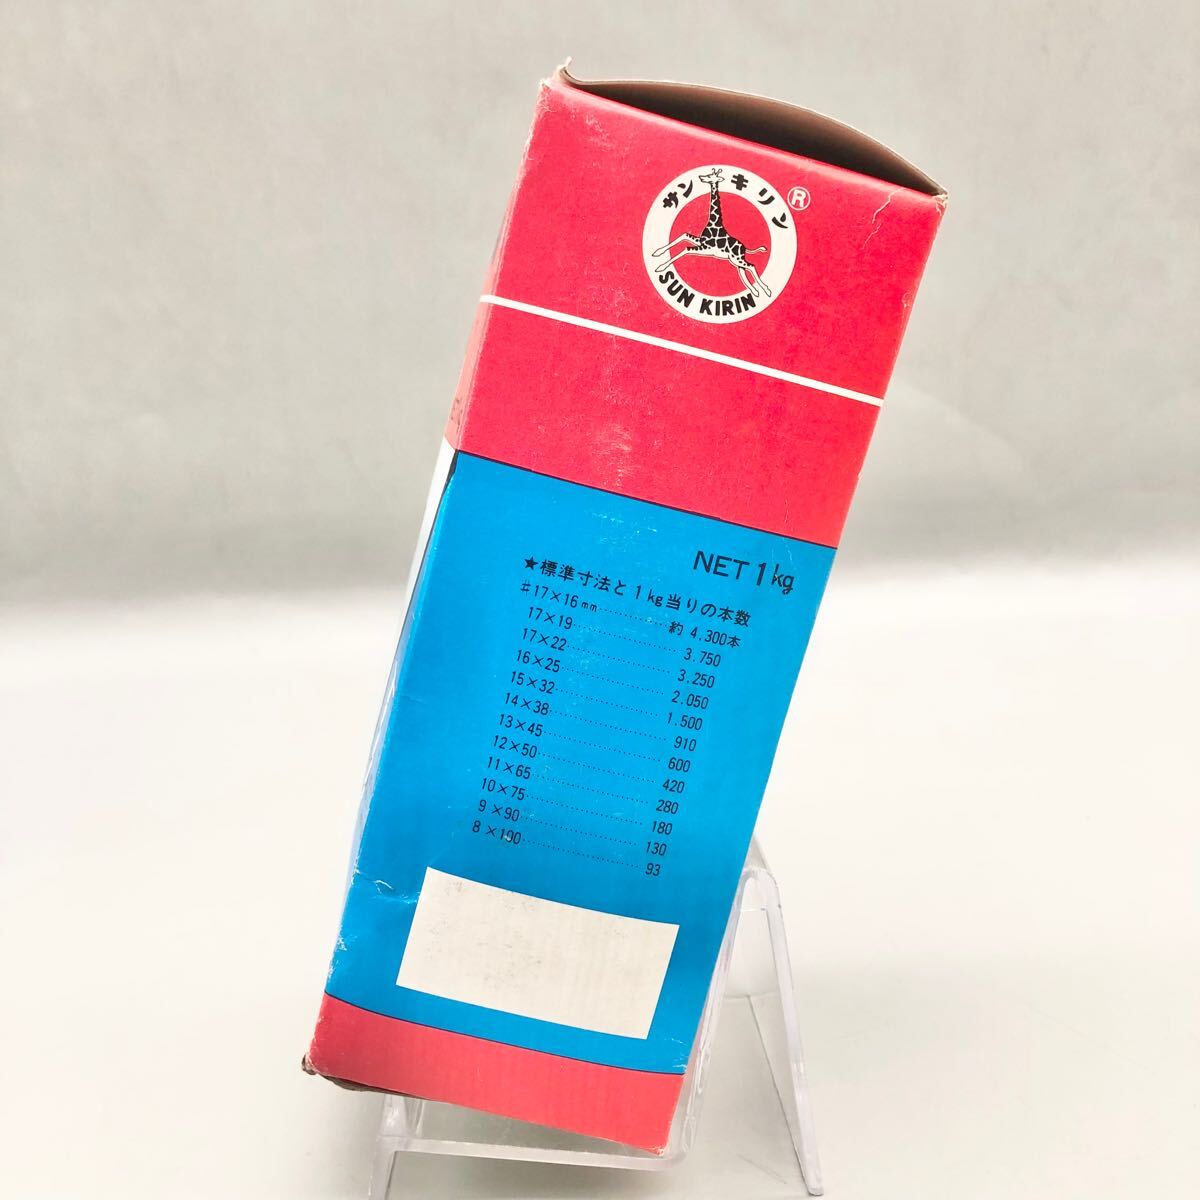 サンキリン ®
SUN KIRIN
NET 1kg
★標準寸法と1kg当りの本数
#17×16mm……………約 4.300本
17×19……………3.750
17×22……………3.250
16×25……………2.050
15×32……………1.500
14×38……………910
13×45……………600
12×50……………420
11×65……………280
10×75……………180
9×90……………130
8×100……………93